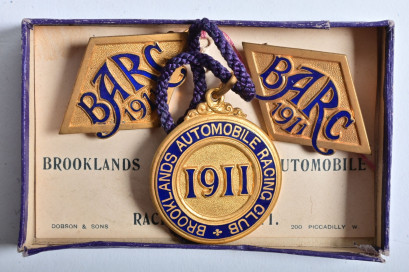 BARC
1911
BARC
1911
BROOKLANDS AUTOMOBILE RACING CLUB
1911
BROOKLANDS AUTOMOBILE
RAC
DOBSON & SONS
200 PICCADILLY W.